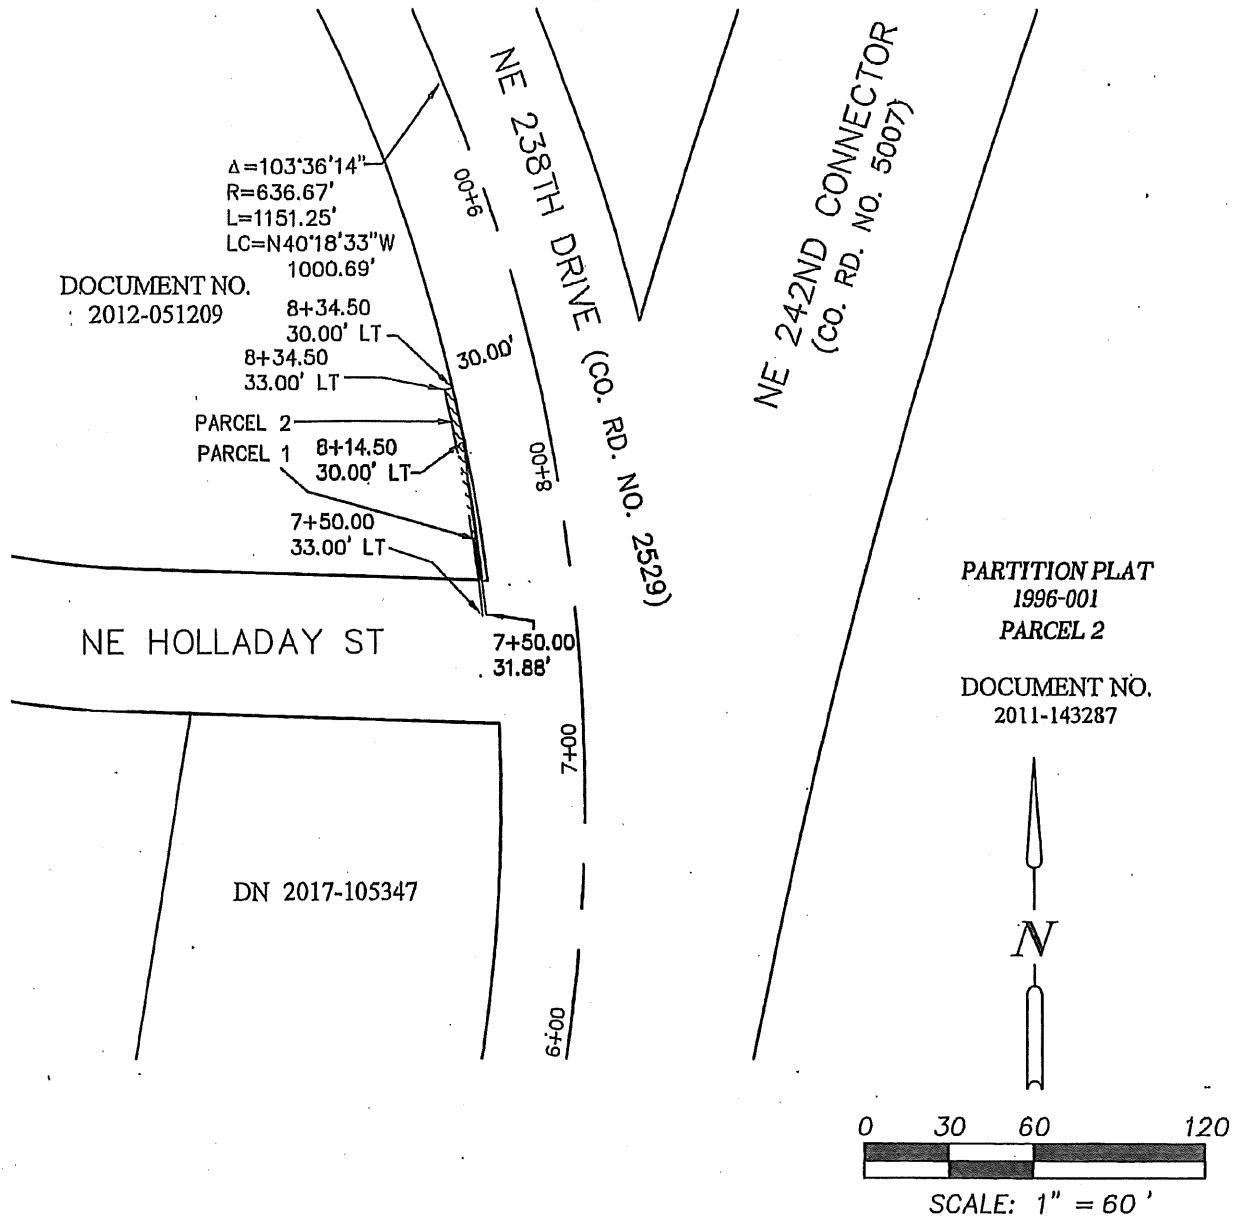 NE 238TH DRIVE (CO. RD. NO. 2529)
NE 242ND CONNECTOR
(CO. RD. NO. 5007)
Δ=103°36'14"
R=636.67'
L=1151.25'
LC=N40°18'33"W
1000.69'
9+00
DOCUMENT NO.
2012-051209
8+34.50
30.00' LT
8+34.50
33.00' LT
30.00'
PARCEL 2
PARCEL 1
8+14.50
30.00' LT
8+00
7+50.00
33.00' LT
NE HOLLADAY ST
7+50.00
31.88'
7+00
PARTITION PLAT
1996-001
PARCEL 2
DOCUMENT NO.
2011-143287
DN 2017-105347
N
6+00
0 30 60 120
SCALE: 1" = 60 '